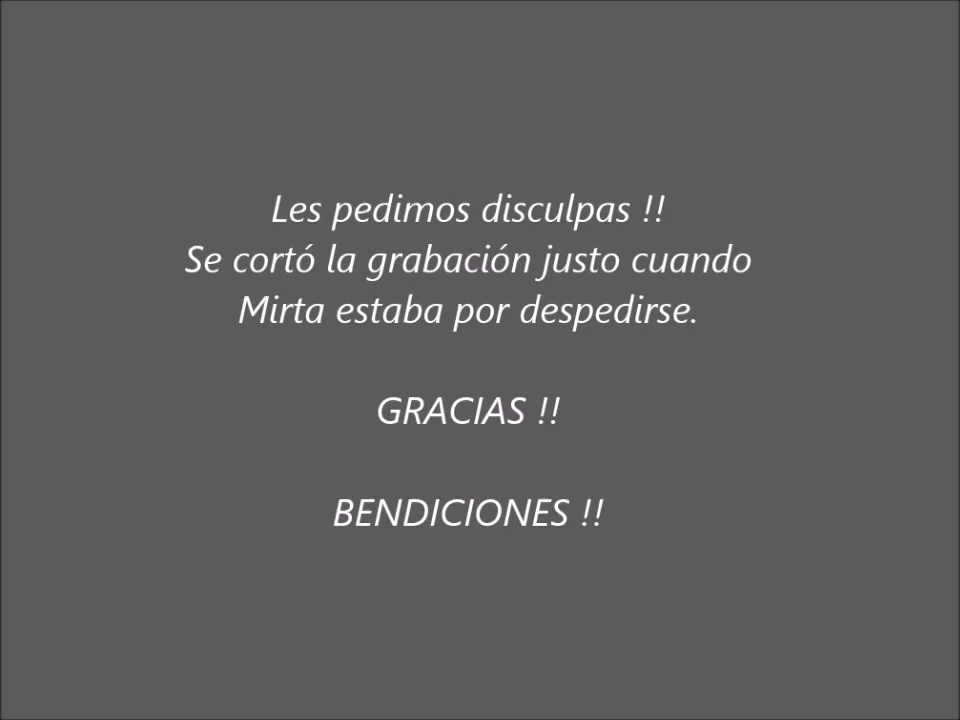 Les pedimos disculpas !!
Se cortó la grabación justo cuando
Mirta estaba por despedirse.
GRACIAS !!
BENDICIONES !!